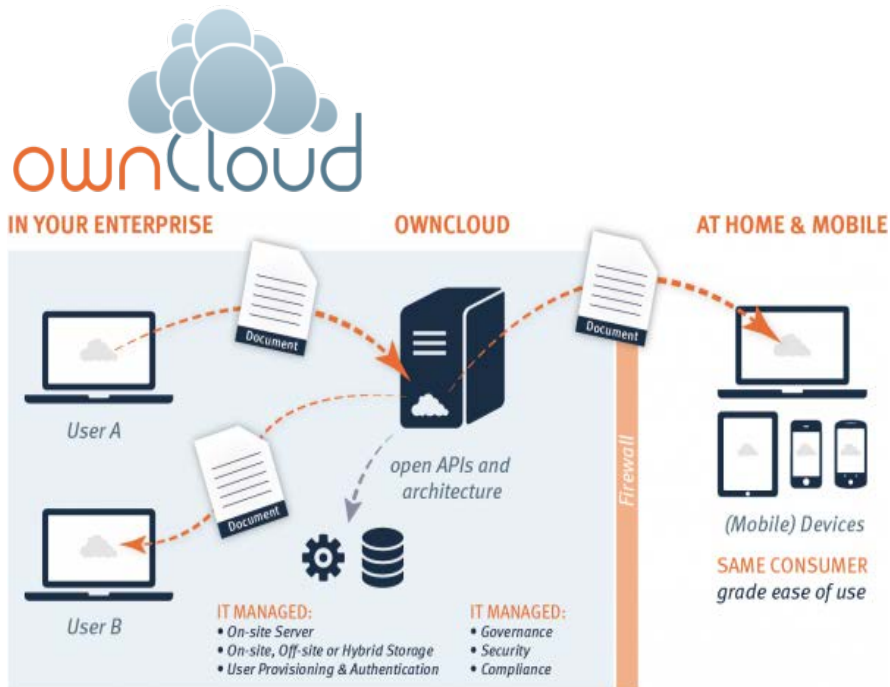 ownCloud
IN YOUR ENTERPRISE
OWNCLOUD
AT HOME & MOBILE
Document
Document
User A
open APIs and
architecture
Document
Firewall
(Mobile) Devices
SAME CONSUMER
grade ease of use
User B
IT MANAGED:
• On-site Server
• On-site, Off-site or Hybrid Storage
• User Provisioning & Authentication
IT MANAGED:
• Governance
• Security
• Compliance